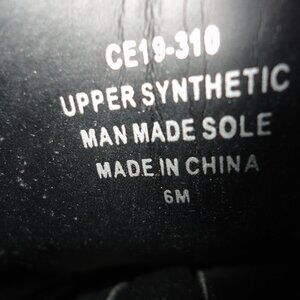 CE19-310
UPPER SYNTHETIC
MAN MADE SOLE
MADE IN CHINA
6M